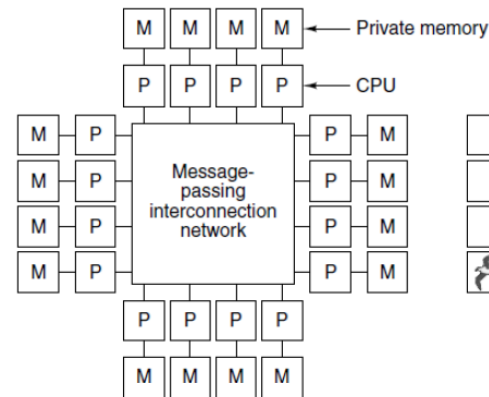 M M M M Private memory
P P P P CPU
M P P M
M P P M
M P P M
M P P M
Message-
passing
interconnection
network
P P P P
M M M M